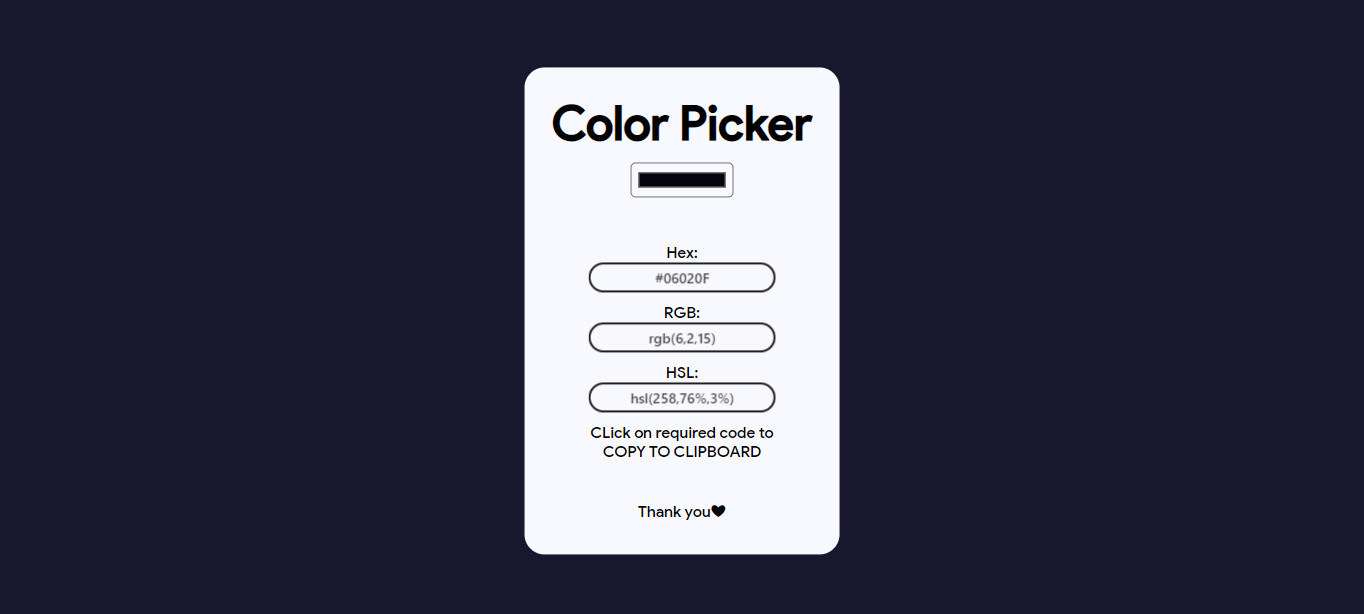 Color Picker
Hex:
#06020F
RGB:
rgb(6,2,15)
HSL:
hsl(258,76%,3%)
CLick on required code to
COPY TO CLIPBOARD
Thank you🖤